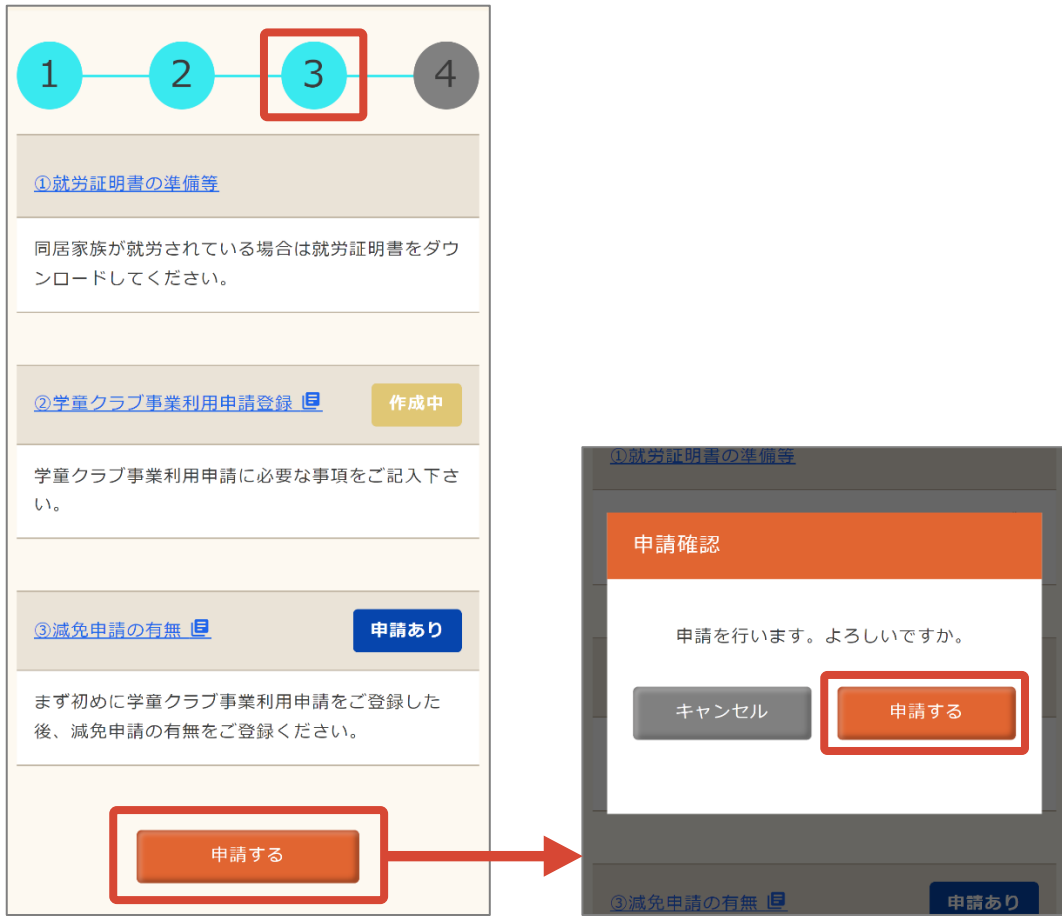 1
2
3
4
①就労証明書の準備等
同居家族が就労されている場合は就労証明書をダウ
ンロードしてください。
②学童クラブ事業利用申請登録
作成中
学童クラブ事業利用申請に必要な事項をご記入下さ
い。
③減免申請の有無
申請あり
まず初めに学童クラブ事業利用申請をご登録した
後、減免申請の有無をご登録ください。
申請する
①就労証明書の準備等
申請確認
申請を行います。よろしいですか。
キャンセル
申請する
③減免申請の有無
申請あり